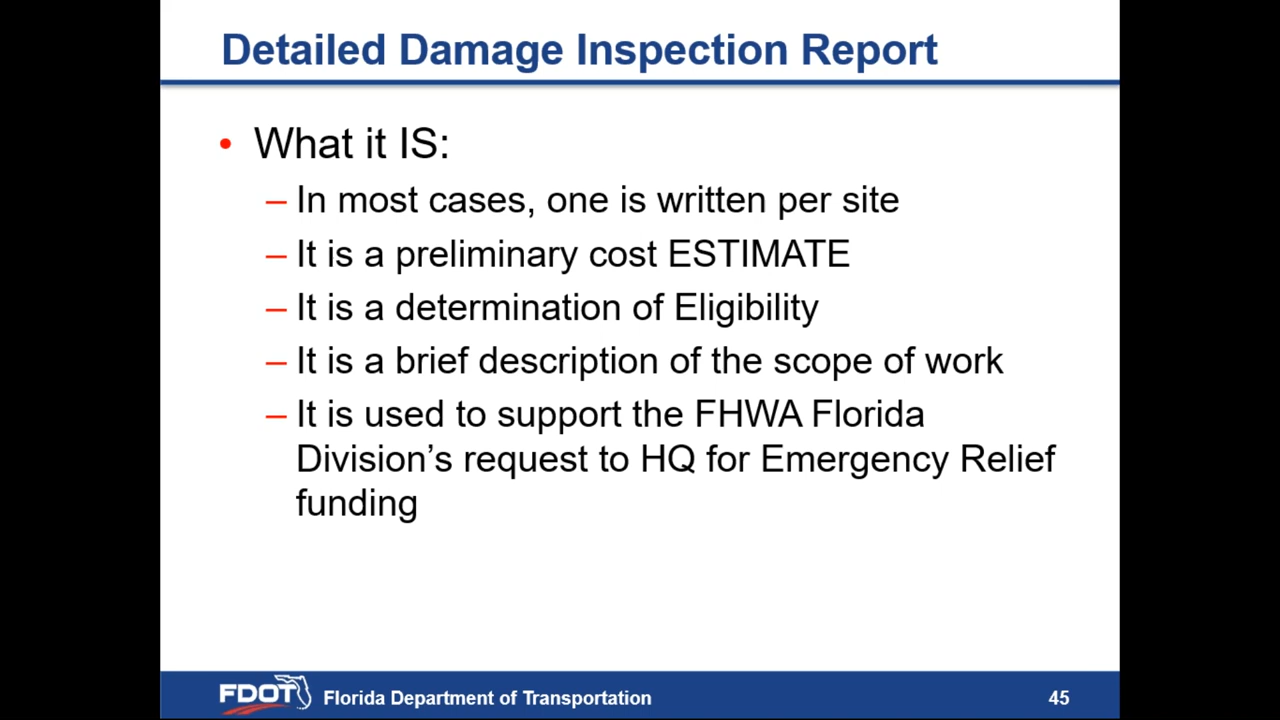 Detailed Damage Inspection Report
• What it IS:
– In most cases, one is written per site
– It is a preliminary cost ESTIMATE
– It is a determination of Eligibility
– It is a brief description of the scope of work
– It is used to support the FHWA Florida
Division’s request to HQ for Emergency Relief
funding
FDOT Florida Department of Transportation 45